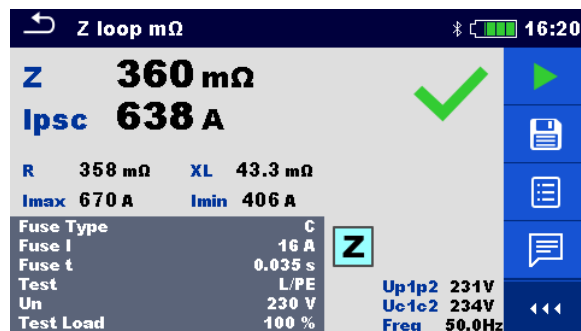 Z loop mΩ 16:20
Z 360 mΩ
Ipsc 638 A
R 358 mΩ XL 43.3 mΩ
Imax 670 A Imin 406 A
Fuse Type C
Fuse I 16 A
Fuse t 0.035 s
Test L/PE
Un 230 V
Test Load 100 %
Z
Up1p2 231V
Uc1c2 234V
Freq 50.0Hz